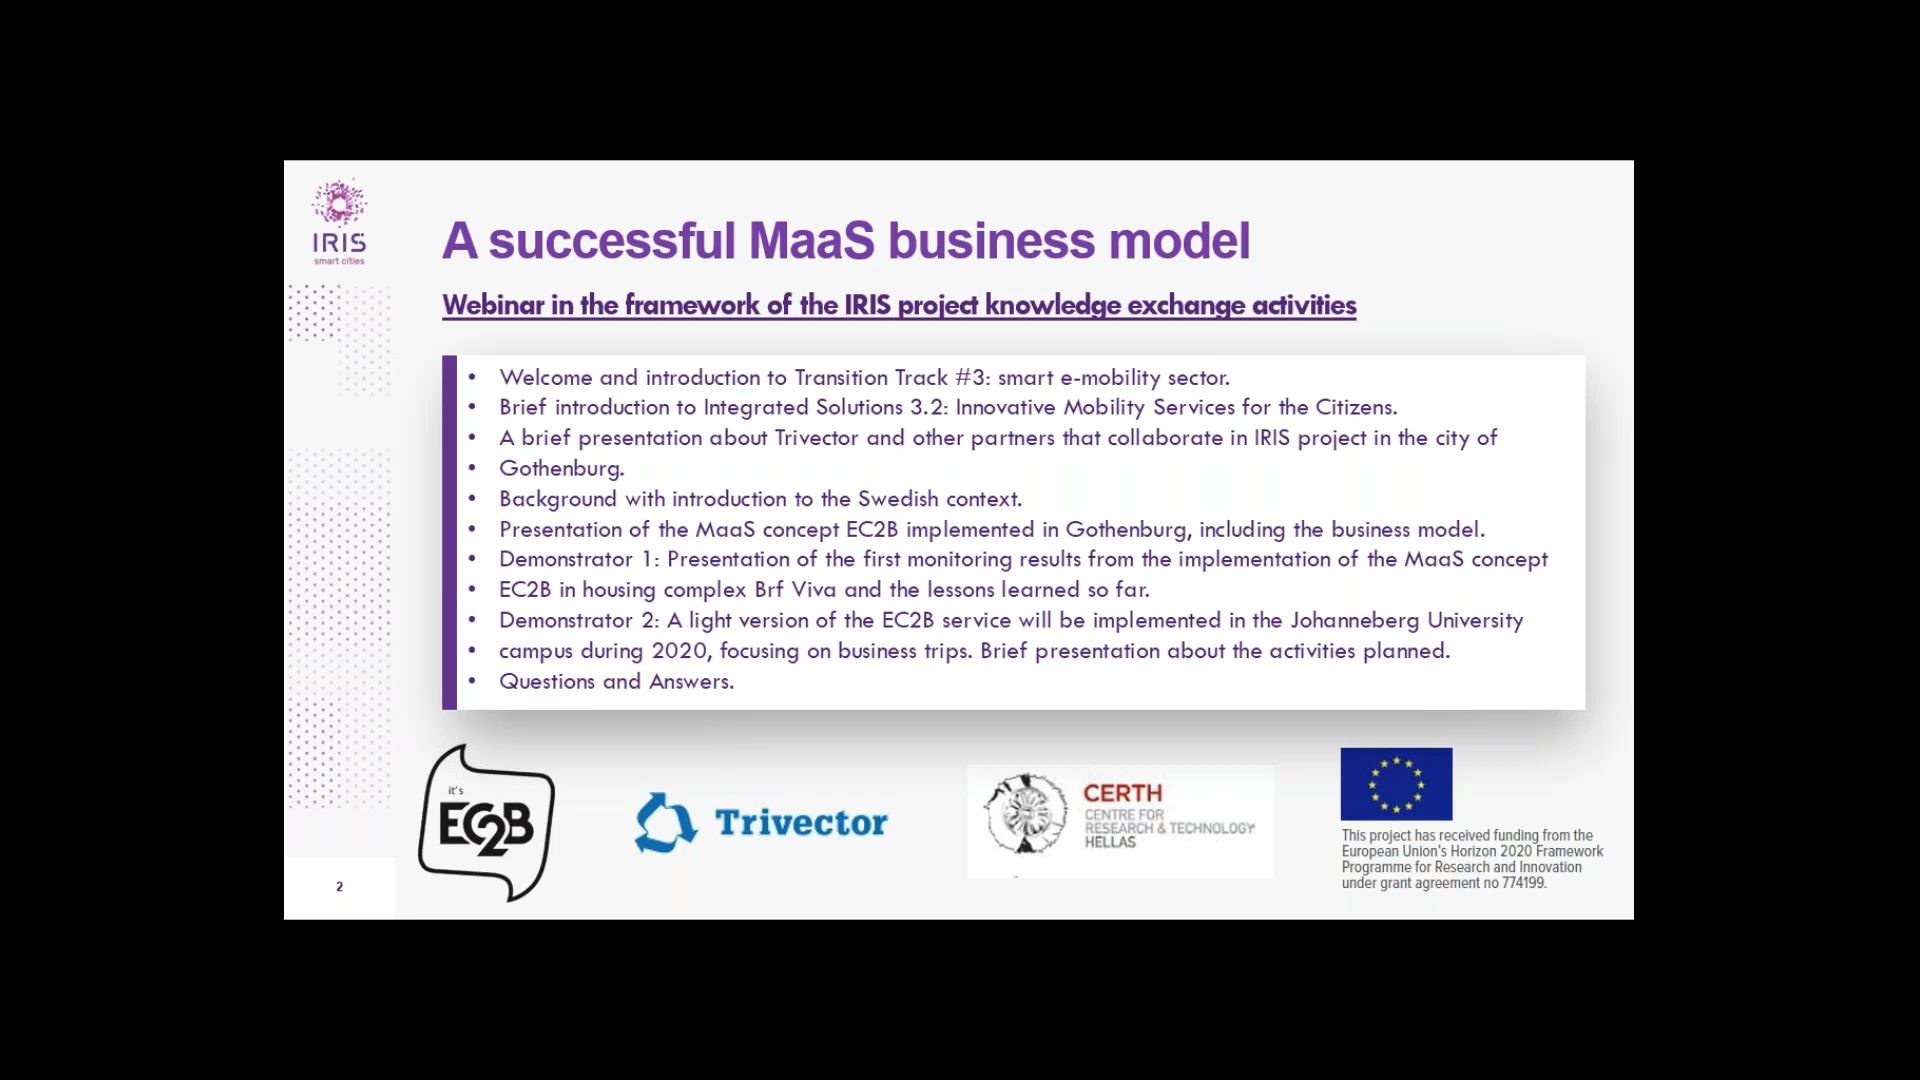 IRIS
smart cities
A successful MaaS business model
Webinar in the framework of the IRIS project knowledge exchange activities
• Welcome and introduction to Transition Track #3: smart e-mobility sector.
• Brief introduction to Integrated Solutions 3.2: Innovative Mobility Services for the Citizens.
• A brief presentation about Trivector and other partners that collaborate in IRIS project in the city of
• Gothenburg.
• Background with introduction to the Swedish context.
• Presentation of the MaaS concept EC2B implemented in Gothenburg, including the business model.
• Demonstrator 1: Presentation of the first monitoring results from the implementation of the MaaS concept
• EC2B in housing complex Brf Viva and the lessons learned so far.
• Demonstrator 2: A light version of the EC2B service will be implemented in the Johanneberg University
• campus during 2020, focusing on business trips. Brief presentation about the activities planned.
• Questions and Answers.
it's
EC2B
Trivector
CERTH
CENTRE FOR
RESEARCH & TECHNOLOGY
HELLAS
This project has received funding from the
European Union's Horizon 2020 Framework
Programme for Research and Innovation
under grant agreement no 774199.
2